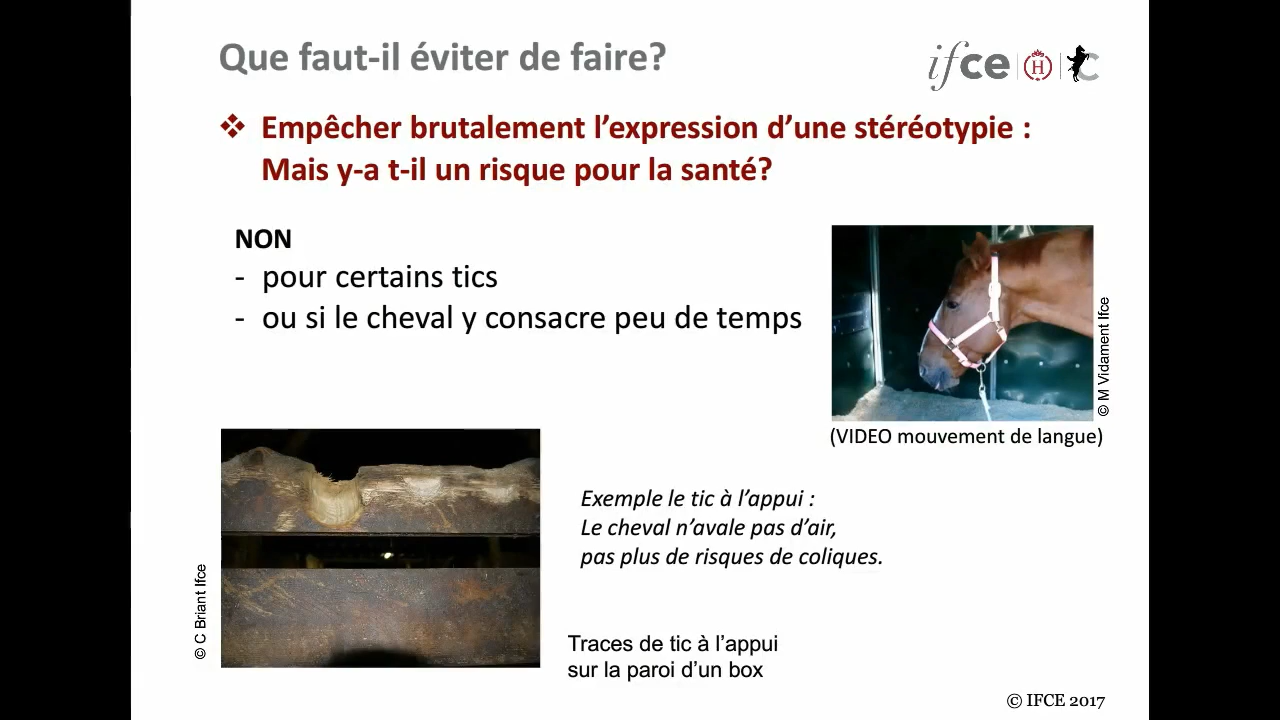 Que faut-il éviter de faire?
ifce H C
❖ Empêcher brutalement l’expression d’une stéréotypie :
Mais y-a t-il un risque pour la santé?
NON
- pour certains tics
- ou si le cheval y consacre peu de temps
© M Vidament Ifce
(VIDEO mouvement de langue)
Exemple le tic à l’appui :
Le cheval n’avale pas d’air,
pas plus de risques de coliques.
© C Briant Ifce
Traces de tic à l’appui
sur la paroi d’un box
© IFCE 2017